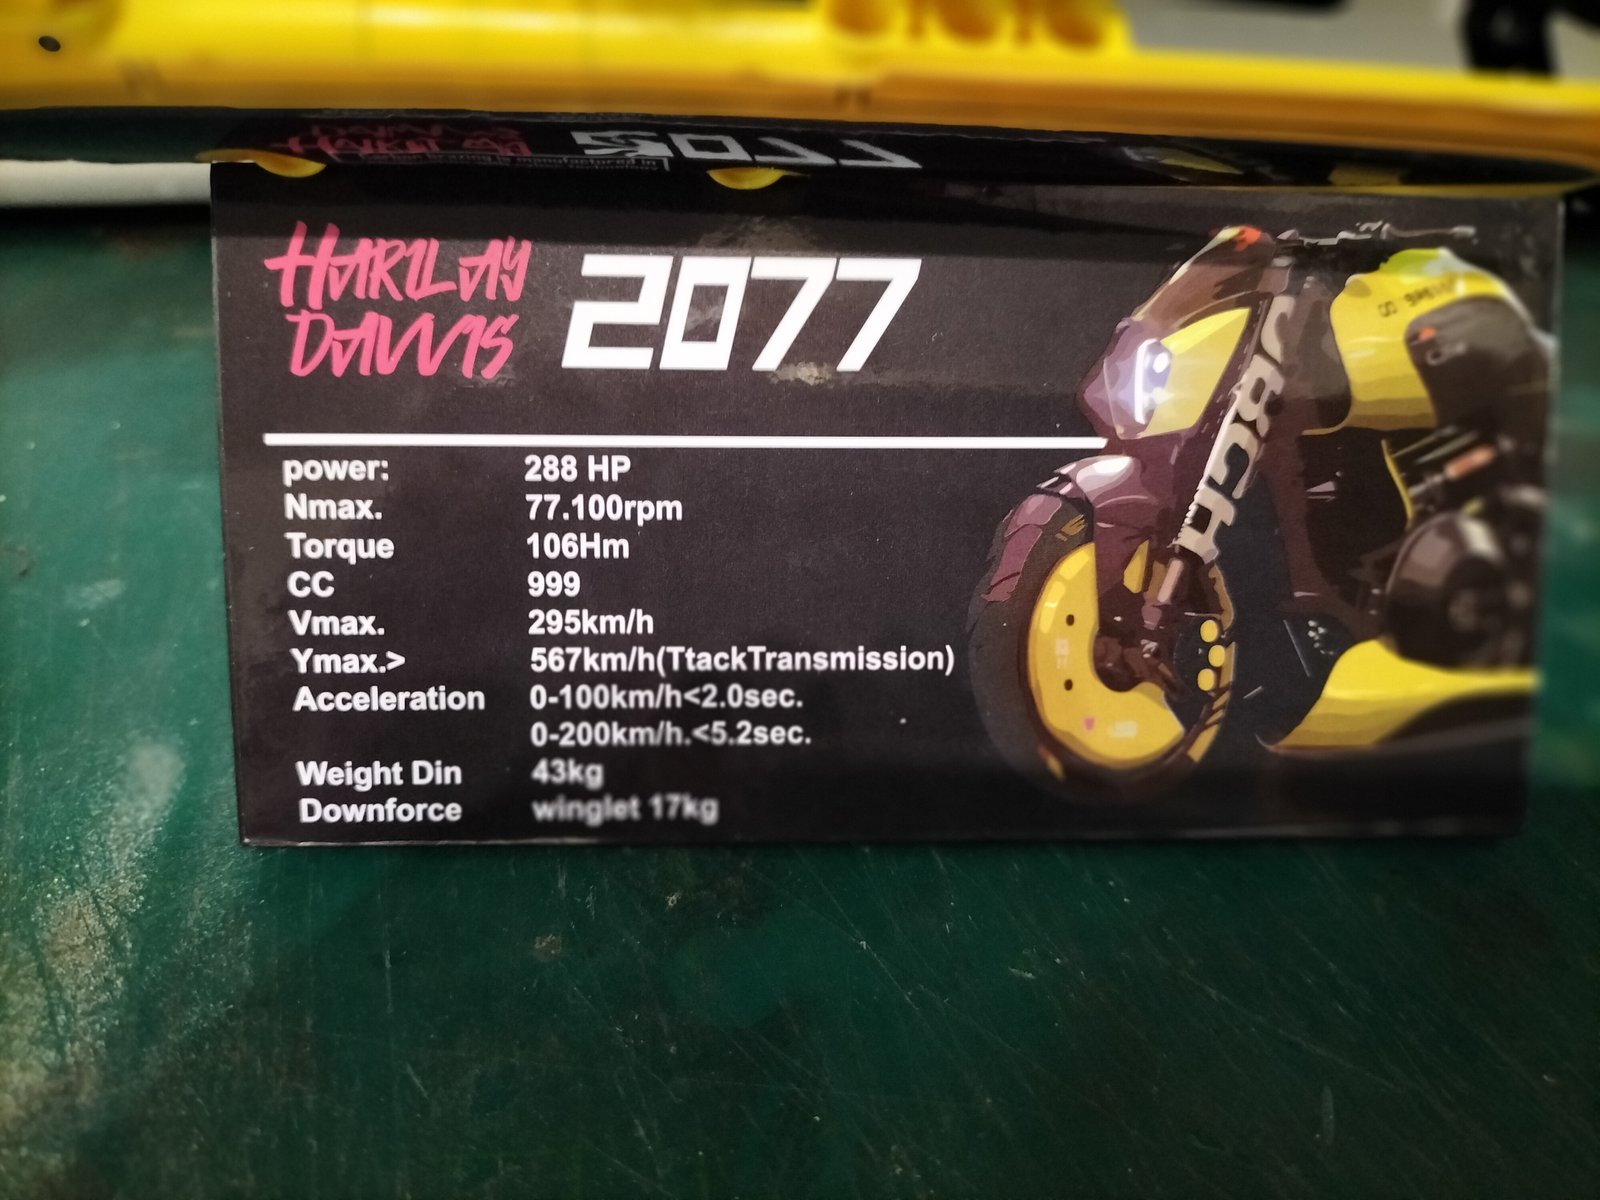 HARLAY
DAVVIS
2077
power: 288 HP
Nmax. 77.100rpm
Torque 106Hm
CC 999
Vmax. 295km/h
Ymax.> 567km/h(TtackTransmission)
Acceleration 0-100km/h<2.0sec.
0-200km/h.<5.2sec.
Weight Din 43kg
Downforce winglet 17kg